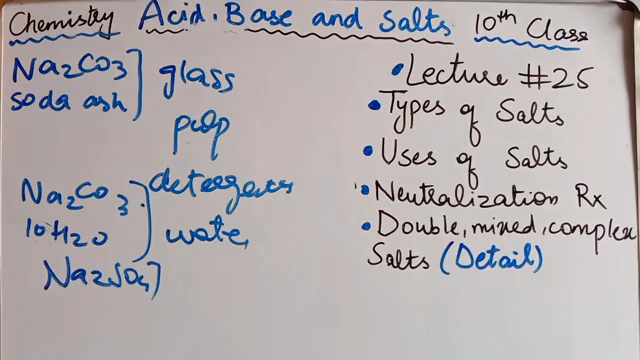 Chemistry Acid. Base and Salts 10th Class
Na2CO3] glass
soda ash
pulp
Na2CO3. detergents
10H2O water
Na2SO4]
• Lecture #25
• Types of Salts
• Uses of Salts
• Neutralization Rx
• Double, mixed, complex
Salts (Detail)